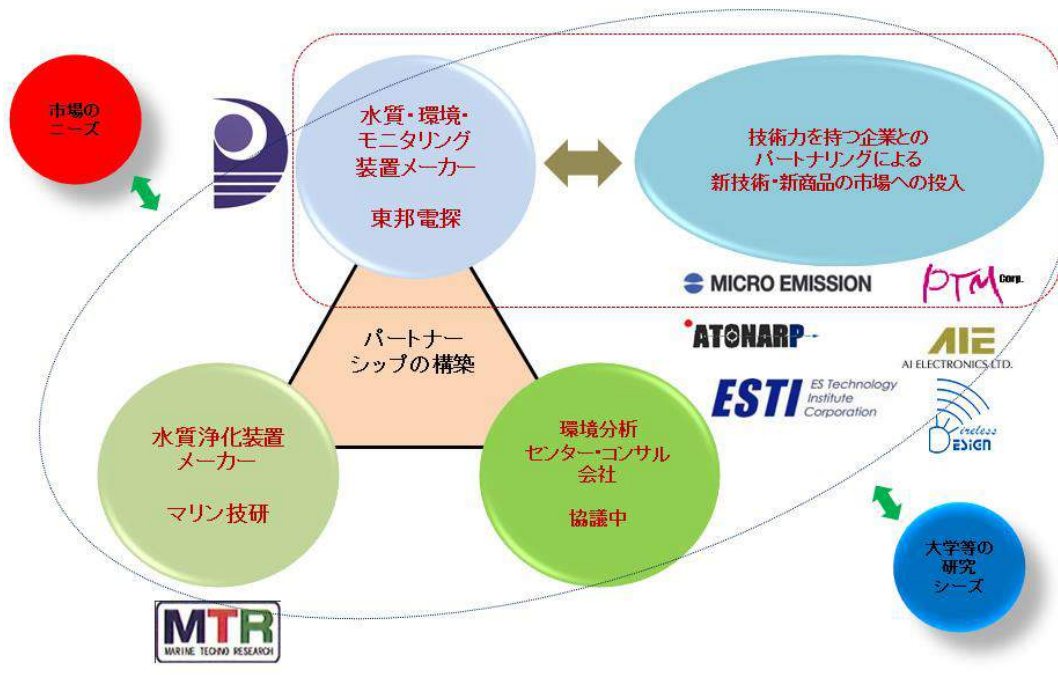 市場の
ニーズ
水質・環境・
モニタリング
装置メーカー
東邦電探
技術力を持つ企業との
パートナリングによる
新技術・新商品の市場への投入
MICRO EMISSION
PTM Corp.
ATONARP
AIE
AI ELECTRONICS LTD.
ESTI
ES Technology
Institute
Corporation
Wireless
DESiGN
パートナー
シップの構築
水質浄化装置
メーカー
マリン技研
環境分析
センター・コンサル
会社
協議中
大学等の
研究
シーズ
MTR
MARINE TECHNO RESEARCH